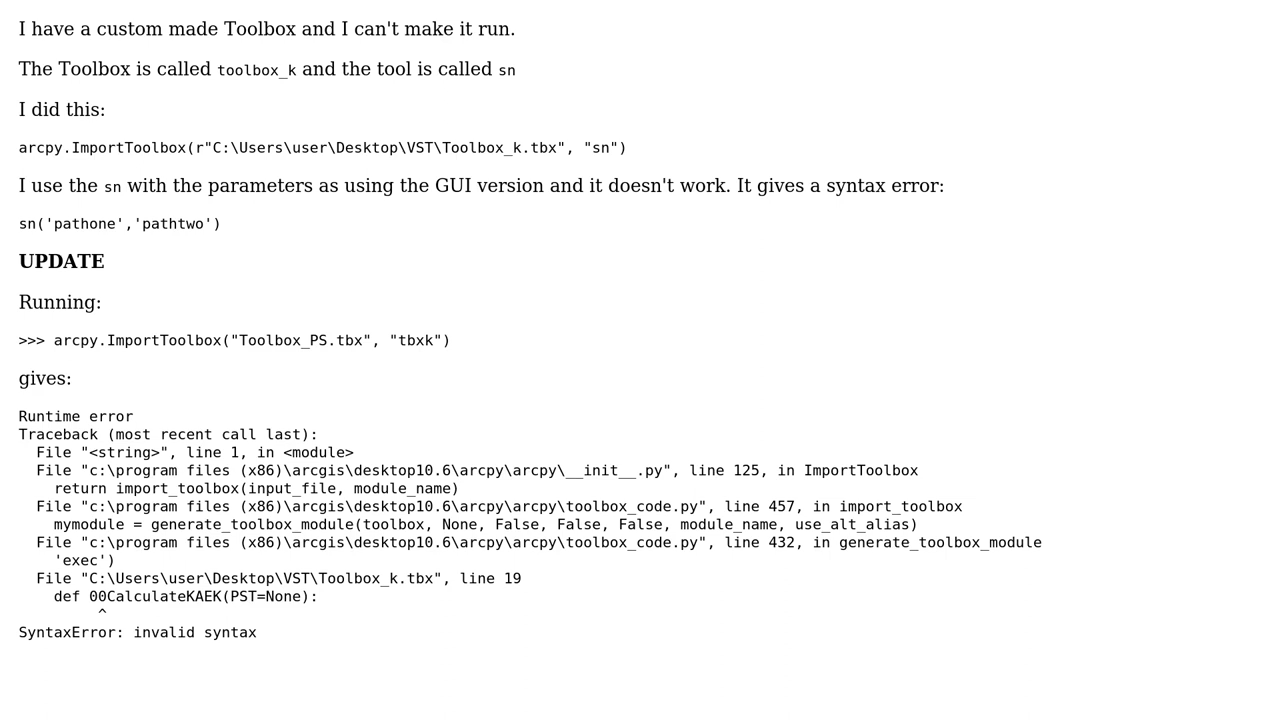 I have a custom made Toolbox and I can't make it run.
The Toolbox is called toolbox_k and the tool is called sn
I did this:
arcpy.ImportToolbox(r"C:\Users\user\Desktop\VST\Toolbox_k.tbx", "sn")
I use the sn with the parameters as using the GUI version and it doesn't work. It gives a syntax error:
sn('pathone','pathtwo')
UPDATE
Running:
>>> arcpy.ImportToolbox("Toolbox_PS.tbx", "tbxk")
gives:
Runtime error
Traceback (most recent call last):
  File "<string>", line 1, in <module>
  File "c:\program files (x86)\arcgis\desktop10.6\arcpy\arcpy\__init__.py", line 125, in ImportToolbox
    return import_toolbox(input_file, module_name)
  File "c:\program files (x86)\arcgis\desktop10.6\arcpy\arcpy\toolbox_code.py", line 457, in import_toolbox
    mymodule = generate_toolbox_module(toolbox, None, False, False, False, module_name, use_alt_alias)
  File "c:\program files (x86)\arcgis\desktop10.6\arcpy\arcpy\toolbox_code.py", line 432, in generate_toolbox_module
    'exec')
  File "C:\Users\user\Desktop\VST\Toolbox_k.tbx", line 19
    def 00CalculateKAEK(PST=None):
         ^
SyntaxError: invalid syntax